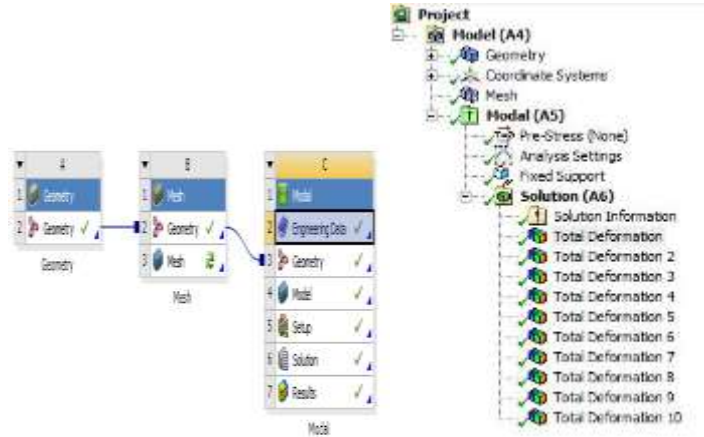 A
1 Geometry
2 Geometry
Geometry
B
1 Mesh
2 Geometry
3 Mesh
Mesh
C
1 Modal
2 Engineering Data
3 Geometry
4 Model
5 Setup
6 Solution
7 Results
Modal
Project
Model (A4)
Geometry
Coordinate Systems
Mesh
Modal (A5)
Pre-Stress (None)
Analysis Settings
Fixed Support
Solution (A6)
Solution Information
Total Deformation
Total Deformation 2
Total Deformation 3
Total Deformation 4
Total Deformation 5
Total Deformation 6
Total Deformation 7
Total Deformation 8
Total Deformation 9
Total Deformation 10